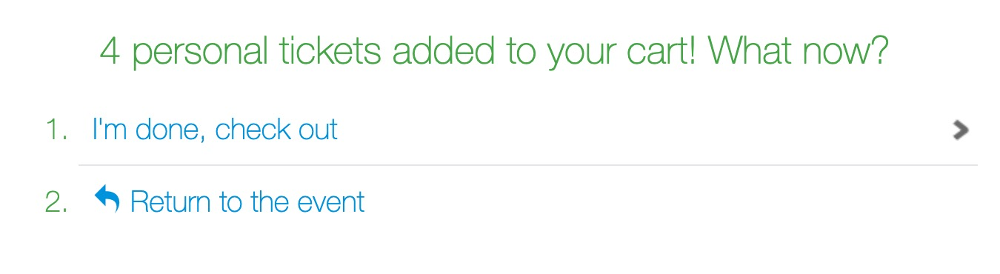 4 personal tickets added to your cart! What now?
1. I'm done, check out
2. Return to the event